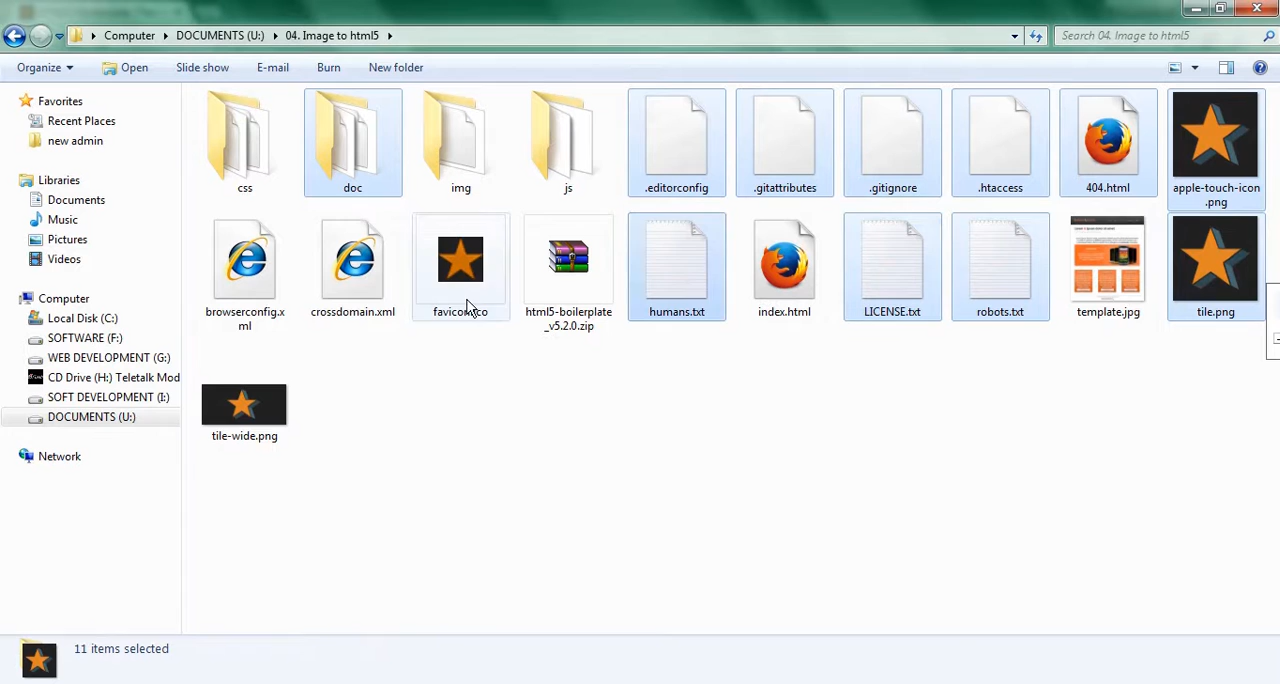 Computer
DOCUMENTS (U:)
04. Image to html5
Search 04. Image to html5
Organize
Open
Slide show
E-mail
Burn
New folder
Favorites
Recent Places
new admin
Libraries
Documents
Music
Pictures
Videos
Computer
Local Disk (C:)
SOFTWARE (F:)
WEB DEVELOPMENT (G:)
CD Drive (H:) Teletalk Mod
SOFT DEVELOPMENT (I:)
DOCUMENTS (U:)
Network
css
doc
img
js
.editorconfig
.gitattributes
.gitignore
.htaccess
404.html
apple-touch-icon
.png
browserconfig.x
ml
crossdomain.xml
favicon.ico
html5-boilerplate
_v5.2.0.zip
humans.txt
index.html
LICENSE.txt
robots.txt
template.jpg
tile.png
tile-wide.png
11 items selected